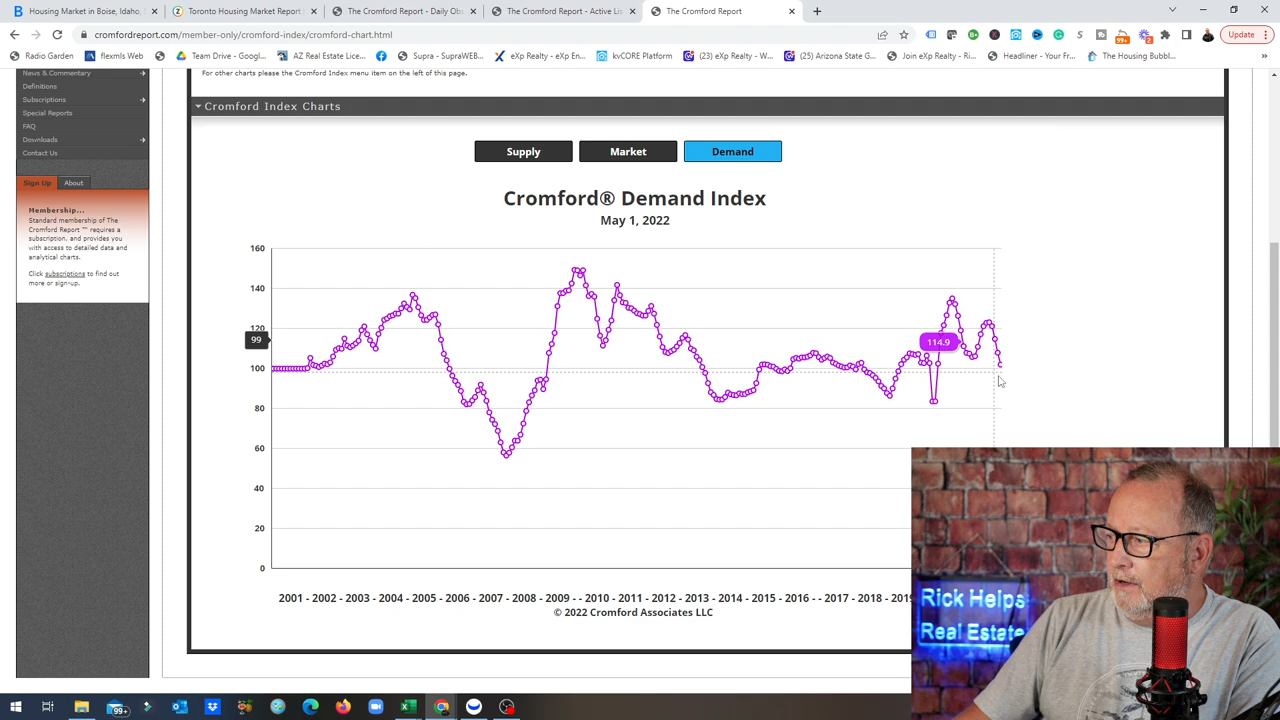 Housing Market in Boise, Idaho,
Toronto Housing Market Report
The Cromford Report - Daily Obs
The Cromford Report - Active Lis
The Cromford Report
cromfordreport.com/member-only/cromford-index/cromford-chart.html
Update
Radio Garden
flexmls Web
Team Drive - Googl...
AZ Real Estate Lice...
Supra - SupraWEB...
eXp Realty - eXp En...
kvCORE Platform
(23) eXp Realty - W...
(25) Arizona State G...
Join eXp Realty - Ri...
Headliner - Your Fr...
The Housing Bubbl...
News & Commentary
Definitions
Subscriptions
Special Reports
FAQ
Downloads
Contact Us
Sign Up
About
Membership...
Standard membership of The
Cromford Report ™ requires a
subscription, and provides you
with access to detailed data and
analytical charts.
Click subscriptions to find out
more or sign-up.
For other charts please the Cromford Index menu item on the left of this page.
Cromford Index Charts
Supply
Market
Demand
Cromford® Demand Index
May 1, 2022
160
140
120
99
114.9
100
80
60
40
20
0
2001 - 2002 - 2003 - 2004 - 2005 - 2006 - 2007 - 2008 - 2009 - - 2010 - 2011 - 2012 - 2013 - 2014 - 2015 - 2016 - - 2017 - 2018 - 2019
© 2022 Cromford Associates LLC
Rick Helps
Real Estate
99+